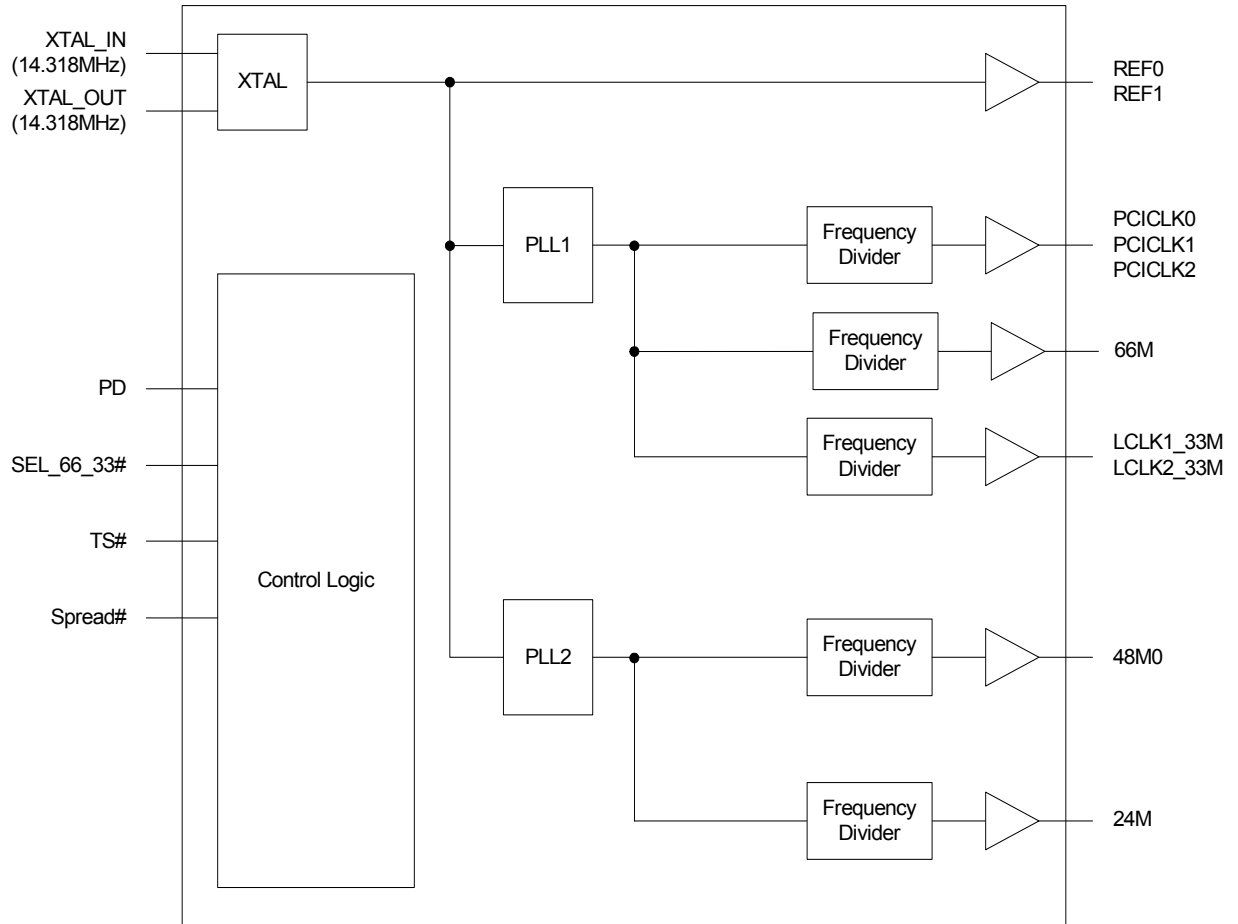 XTAL_IN
(14.318MHz)
XTAL_OUT
(14.318MHz)
XTAL
REF0
REF1
PLL1
Frequency
Divider
PCICLK0
PCICLK1
PCICLK2
Frequency
Divider
66M
Frequency
Divider
LCLK1_33M
LCLK2_33M
PD
SEL_66_33#
TS#
Spread#
Control Logic
PLL2
Frequency
Divider
48M0
Frequency
Divider
24M